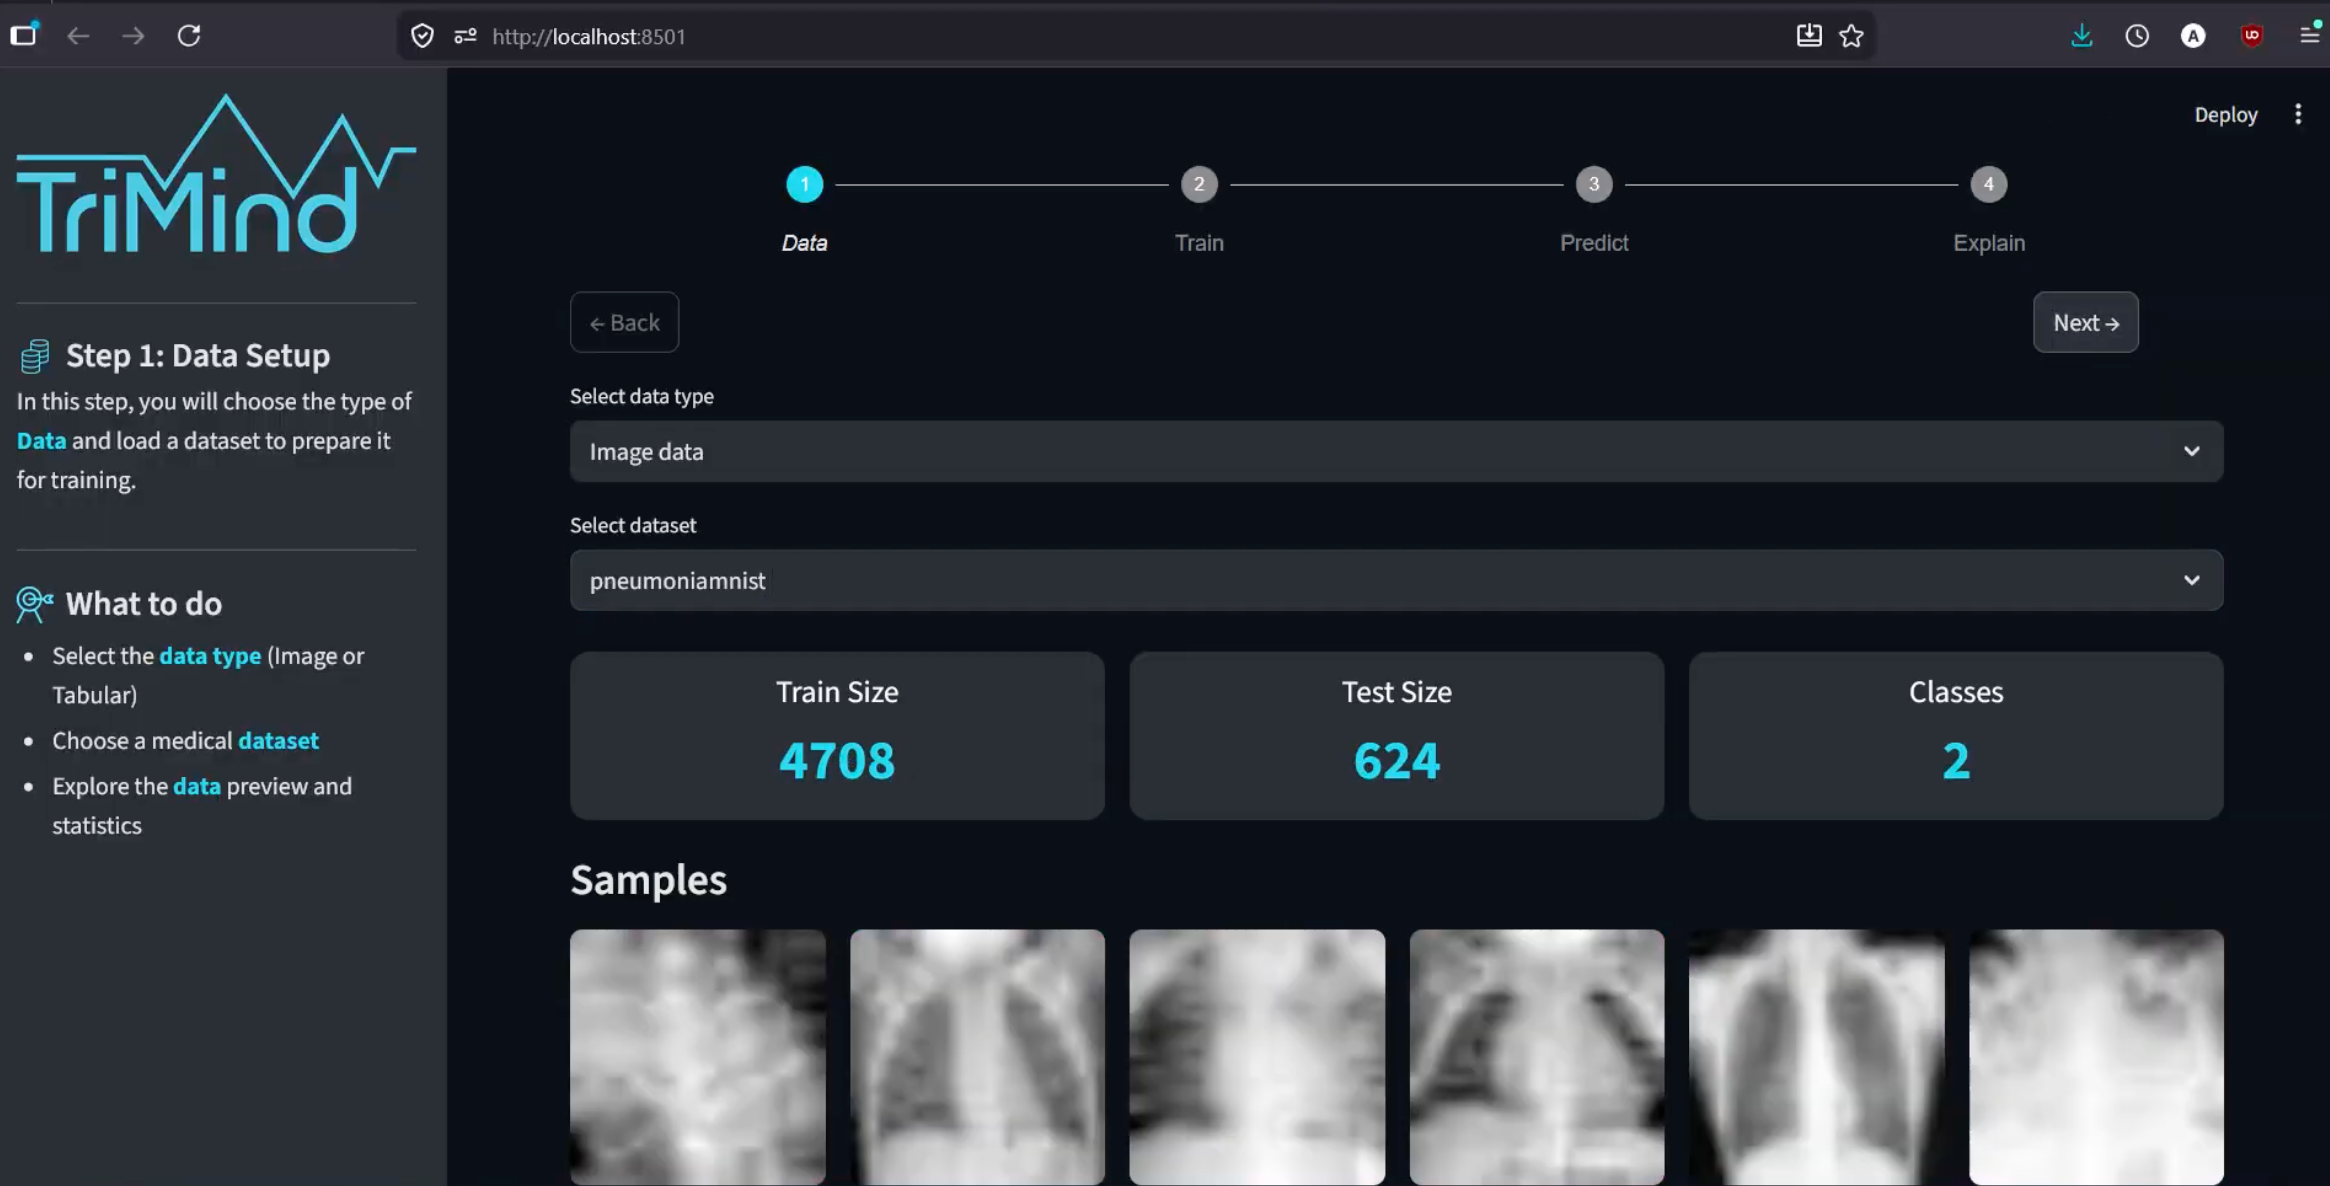 http://localhost:8501
A
TriMind
Step 1: Data Setup
In this step, you will choose the type of
Data and load a dataset to prepare it
for training.
What to do
Select the data type (Image or
Tabular)
Choose a medical dataset
Explore the data preview and
statistics
Deploy
1
2
3
4
Data
Train
Predict
Explain
← Back
Next →
Select data type
Image data
Select dataset
pneumoniamnist
Train Size
4708
Test Size
624
Classes
2
Samples